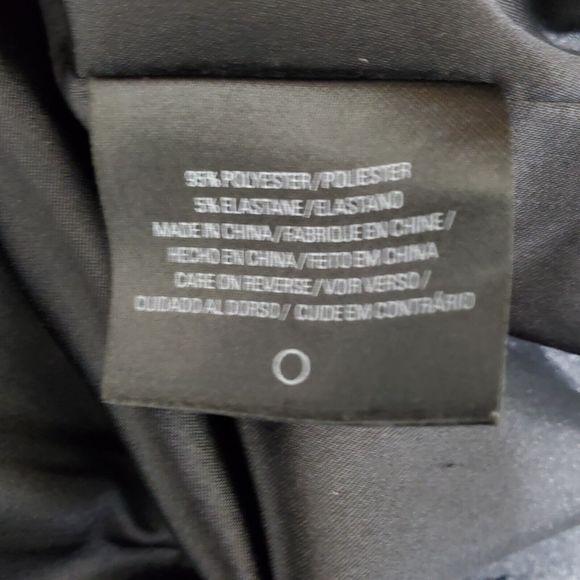 95% POLYESTER/POLIESTER
5% ELASTANE/ELASTANO
MADE IN CHINA/FABRIQUE EN CHINE/
HECHO EN CHINA/FEITO EM CHINA
CARE ON REVERSE/VOIR VERSO/
CUIDADO AL DORSO/ CUIDE EM CONTRÁRIO
O